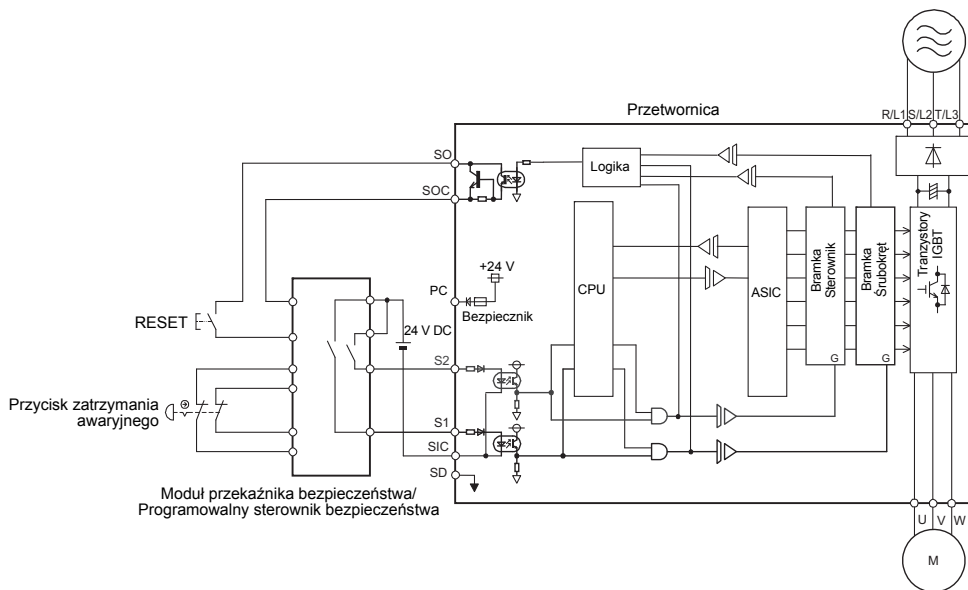 Przetwornica
R/L1 S/L2 T/L3
SO
SOC
Logika
CPU
ASIC
Bramka
Sterownik
G
Bramka
Śrubokręt
G
Tranzystory
IGBT
+24 V
PC
Bezpiecznik
RESET
24 V DC
S2
Przycisk zatrzymania
awaryjnego
S1
SIC
SD
Moduł przekaźnika bezpieczeństwa/
Programowalny sterownik bezpieczeństwa
U V W
M